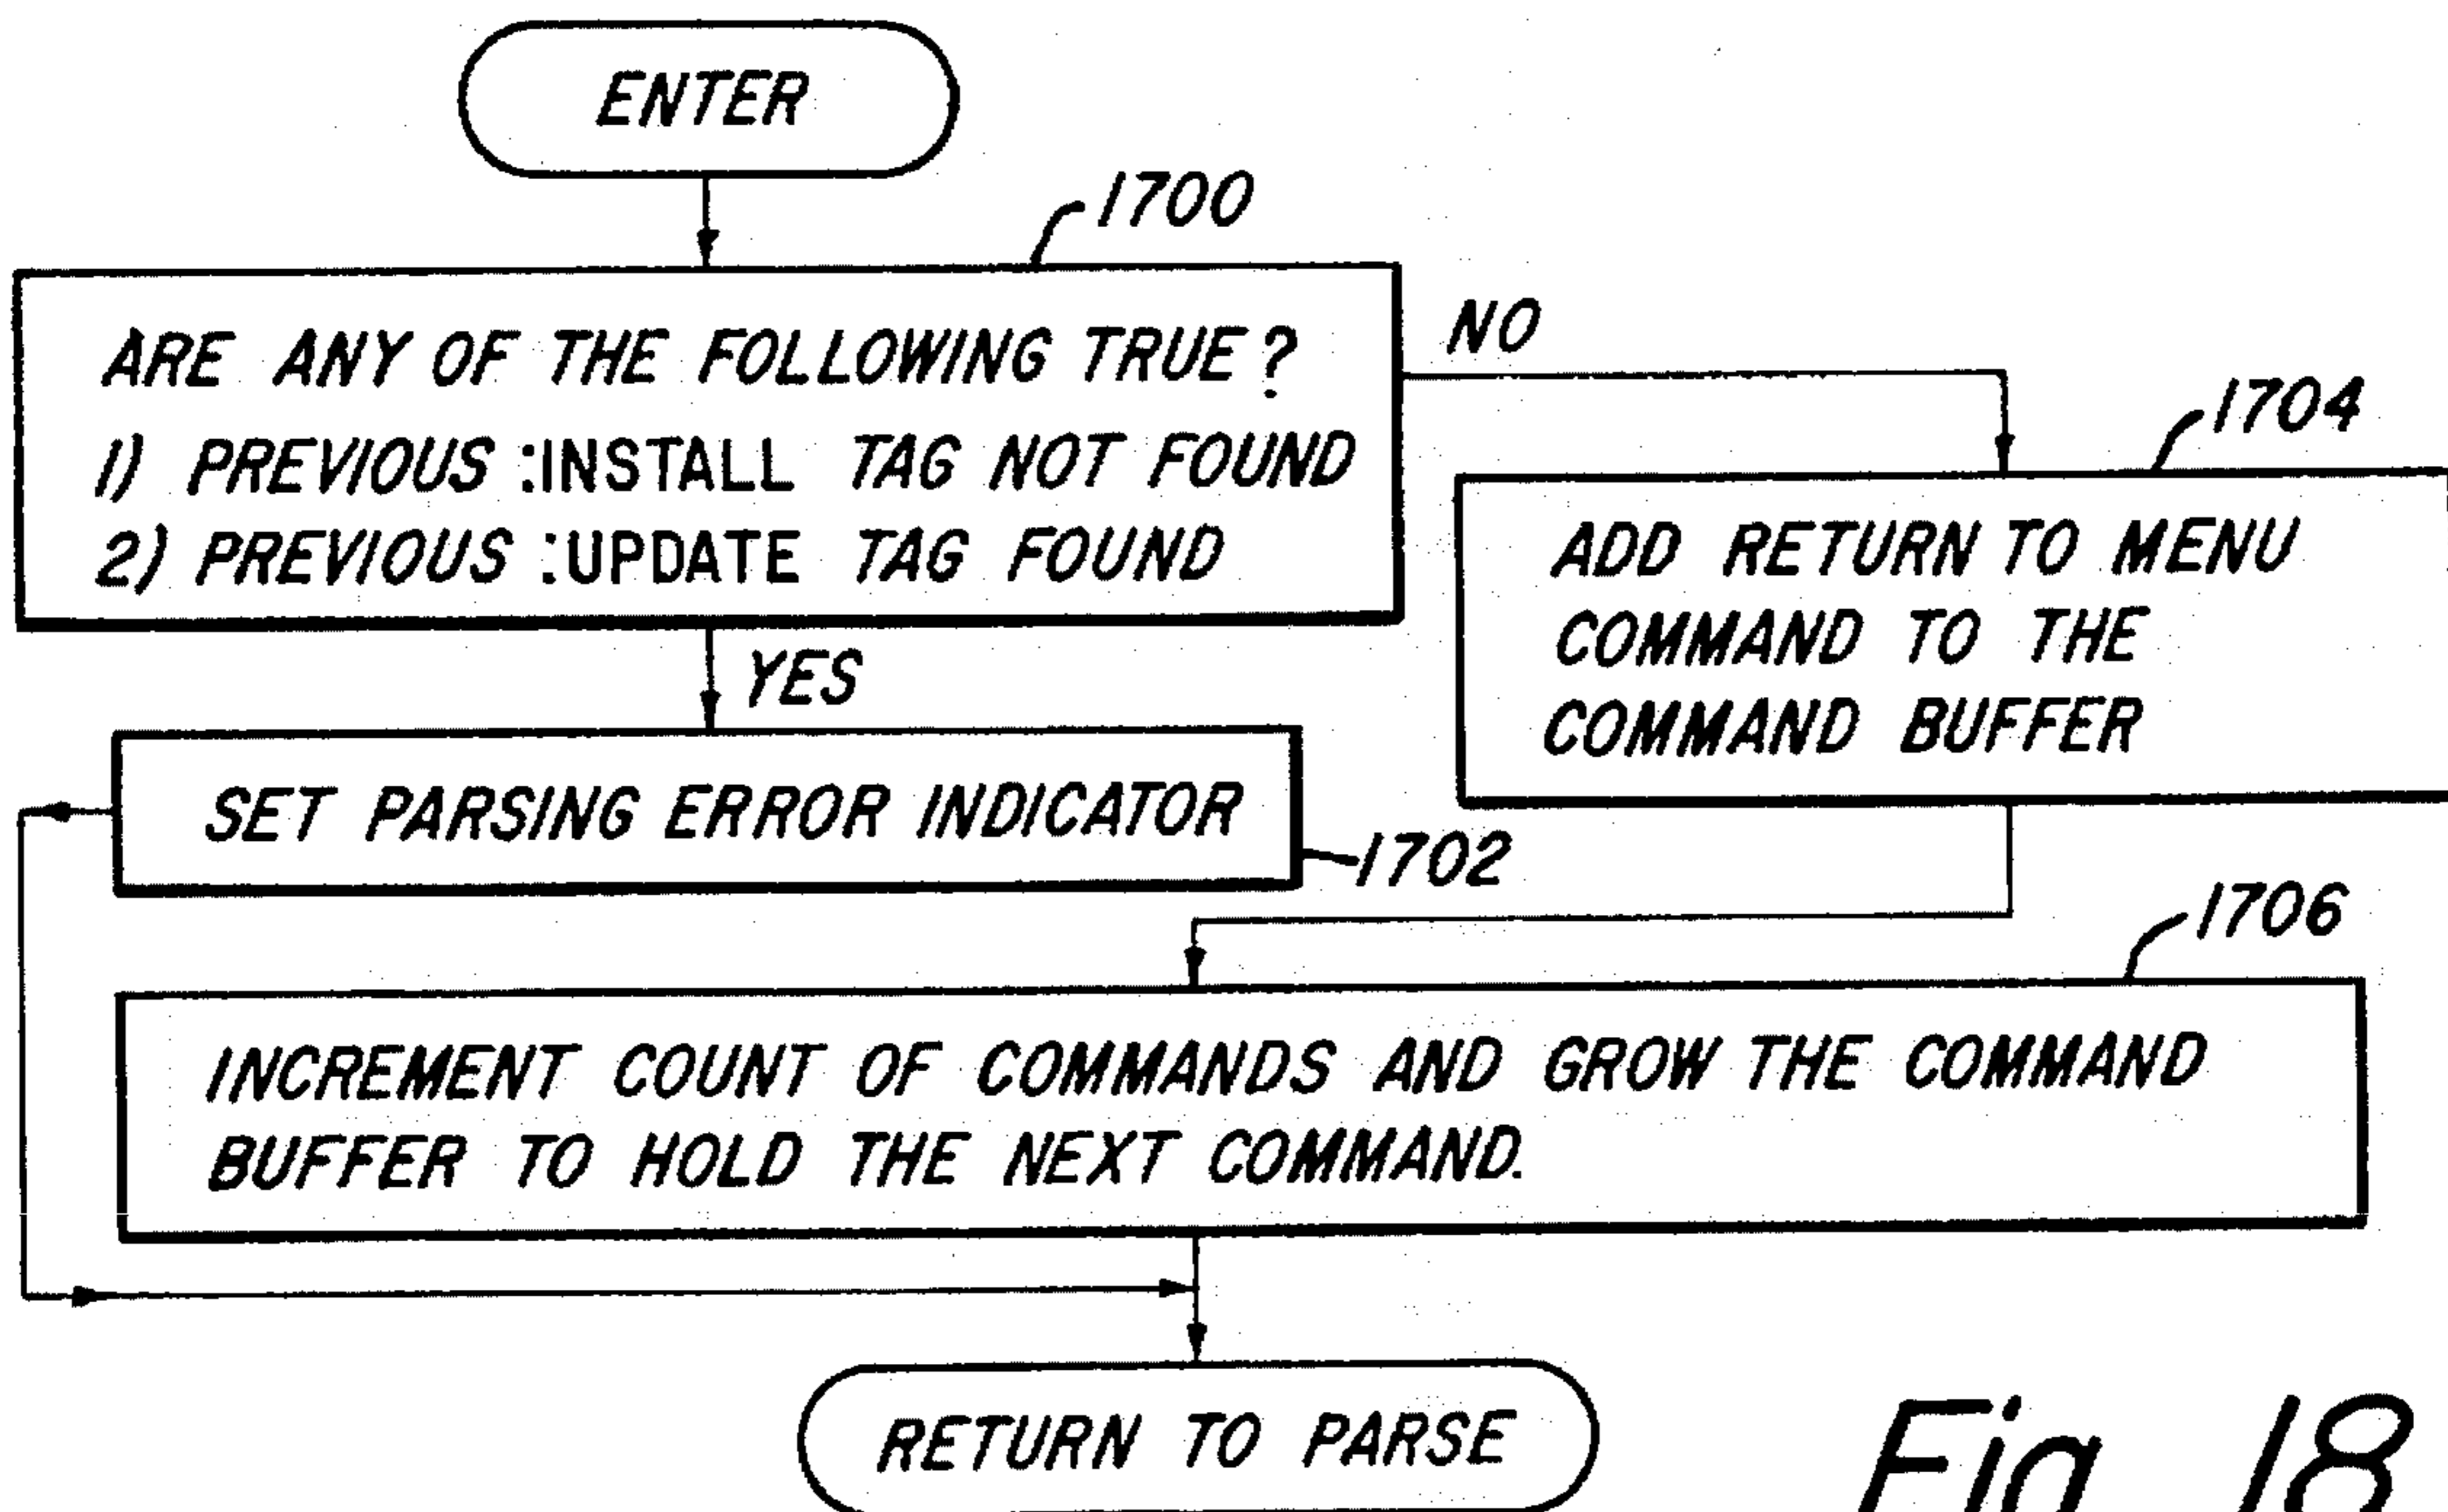 ENTER
1700
ARE ANY OF THE FOLLOWING TRUE?
1) PREVIOUS :INSTALL TAG NOT FOUND
2) PREVIOUS :UPDATE TAG FOUND
NO
1704
ADD RETURN TO MENU
COMMAND TO THE
COMMAND BUFFER
YES
SET PARSING ERROR INDICATOR
1702
1706
INCREMENT COUNT OF COMMANDS AND GROW THE COMMAND
BUFFER TO HOLD THE NEXT COMMAND.
RETURN TO PARSE
Fig 18